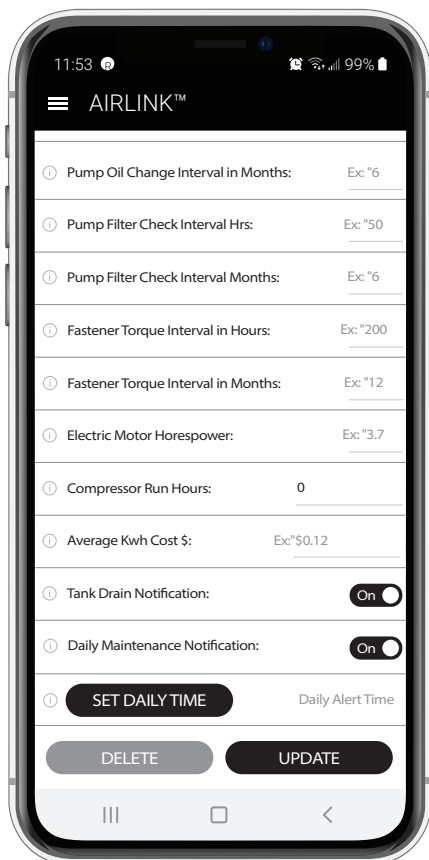 11:53 R 99%
AIRLINK™
Pump Oil Change Interval in Months: Ex: "6
Pump Filter Check Interval Hrs: Ex: "50
Pump Filter Check Interval Months: Ex: "6
Fastener Torque Interval in Hours: Ex: "200
Fastener Torque Interval in Months: Ex: "12
Electric Motor Horespower: Ex: "3.7
Compressor Run Hours: 0
Average Kwh Cost $: Ex:"$0.12
Tank Drain Notification: On
Daily Maintenance Notification: On
SET DAILY TIME Daily Alert Time
DELETE UPDATE